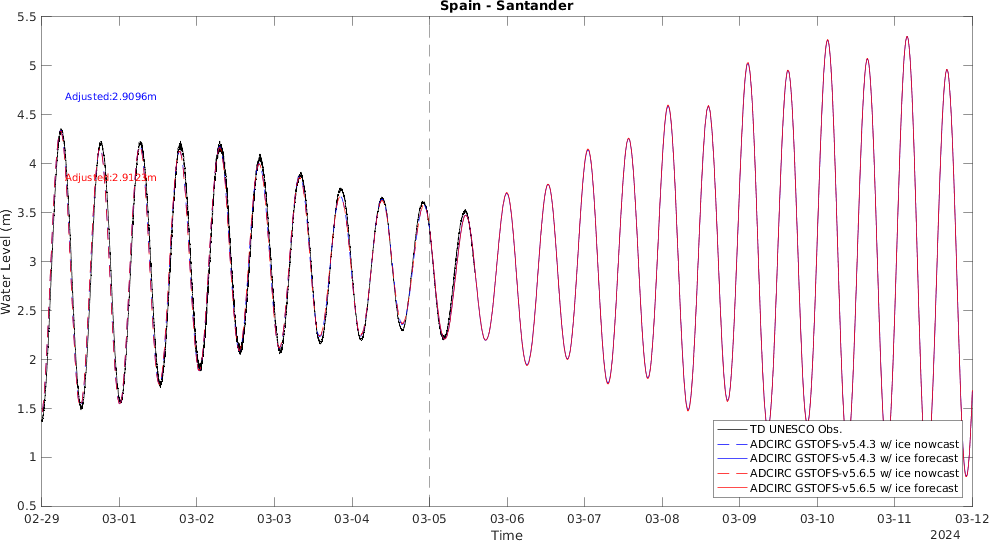 Spain - Santander
5.5
5
4.5
4
3.5
3
2.5
2
1.5
1
0.5
Water Level (m)
Adjusted:2.9096m
Adjusted:2.9123m
TD UNESCO Obs.
ADCIRC GSTOFS-v5.4.3 w/ ice nowcast
ADCIRC GSTOFS-v5.4.3 w/ ice forecast
ADCIRC GSTOFS-v5.6.5 w/ ice nowcast
ADCIRC GSTOFS-v5.6.5 w/ ice forecast
02-29 03-01 03-02 03-03 03-04 03-05 03-06 03-07 03-08 03-09 03-10 03-11 03-12
Time
2024